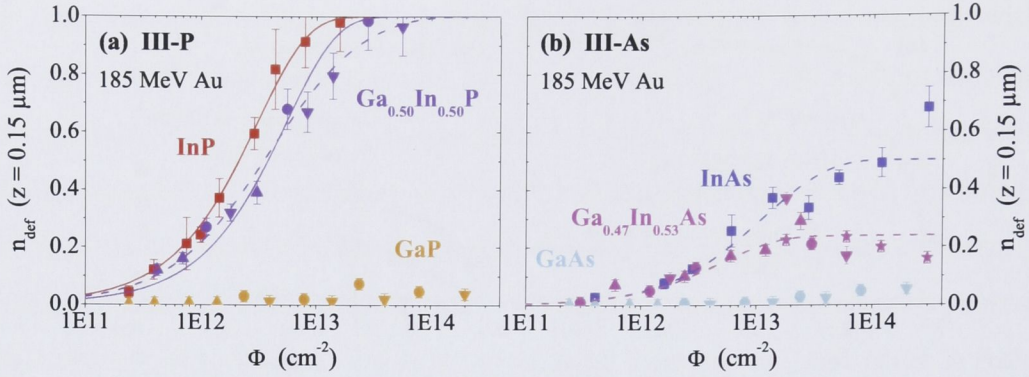 (a) III-P
185 MeV Au
InP
Ga0.50In0.50P
GaP
n_def (z = 0.15 µm)
1.0
0.8
0.6
0.4
0.2
0.0
1E11 1E12 1E13 1E14
Φ (cm⁻²)
(b) III-As
185 MeV Au
InAs
Ga0.47In0.53As
GaAs
1.0
0.8
0.6
0.4
0.2
0.0
n_def (z = 0.15 µm)
1E11 1E12 1E13 1E14
Φ (cm⁻²)